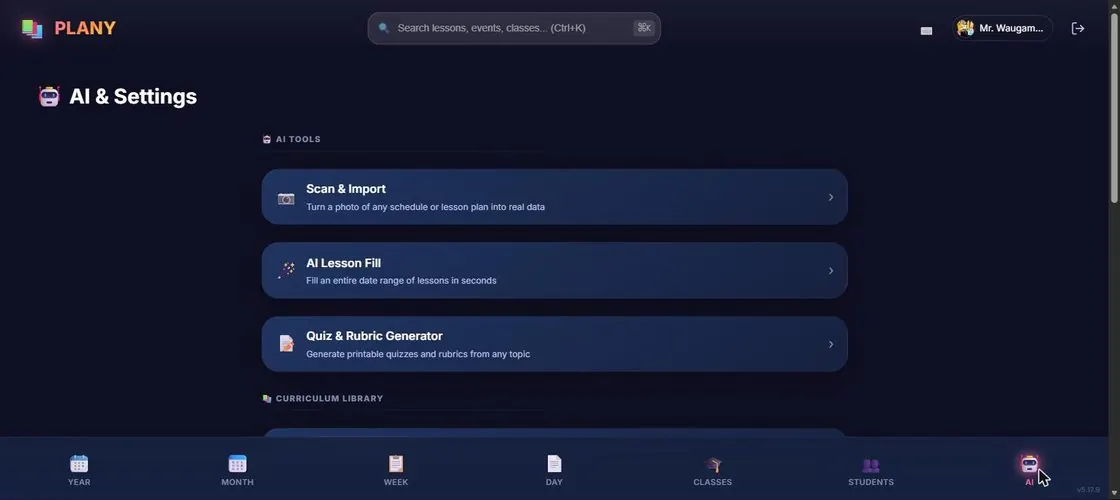 PLANY
Search lessons, events, classes... (Ctrl+K)
⌘K
Mr. Waugam...
AI & Settings
AI TOOLS
Scan & Import
Turn a photo of any schedule or lesson plan into real data
AI Lesson Fill
Fill an entire date range of lessons in seconds
Quiz & Rubric Generator
Generate printable quizzes and rubrics from any topic
CURRICULUM LIBRARY
YEAR
MONTH
WEEK
DAY
CLASSES
STUDENTS
AI